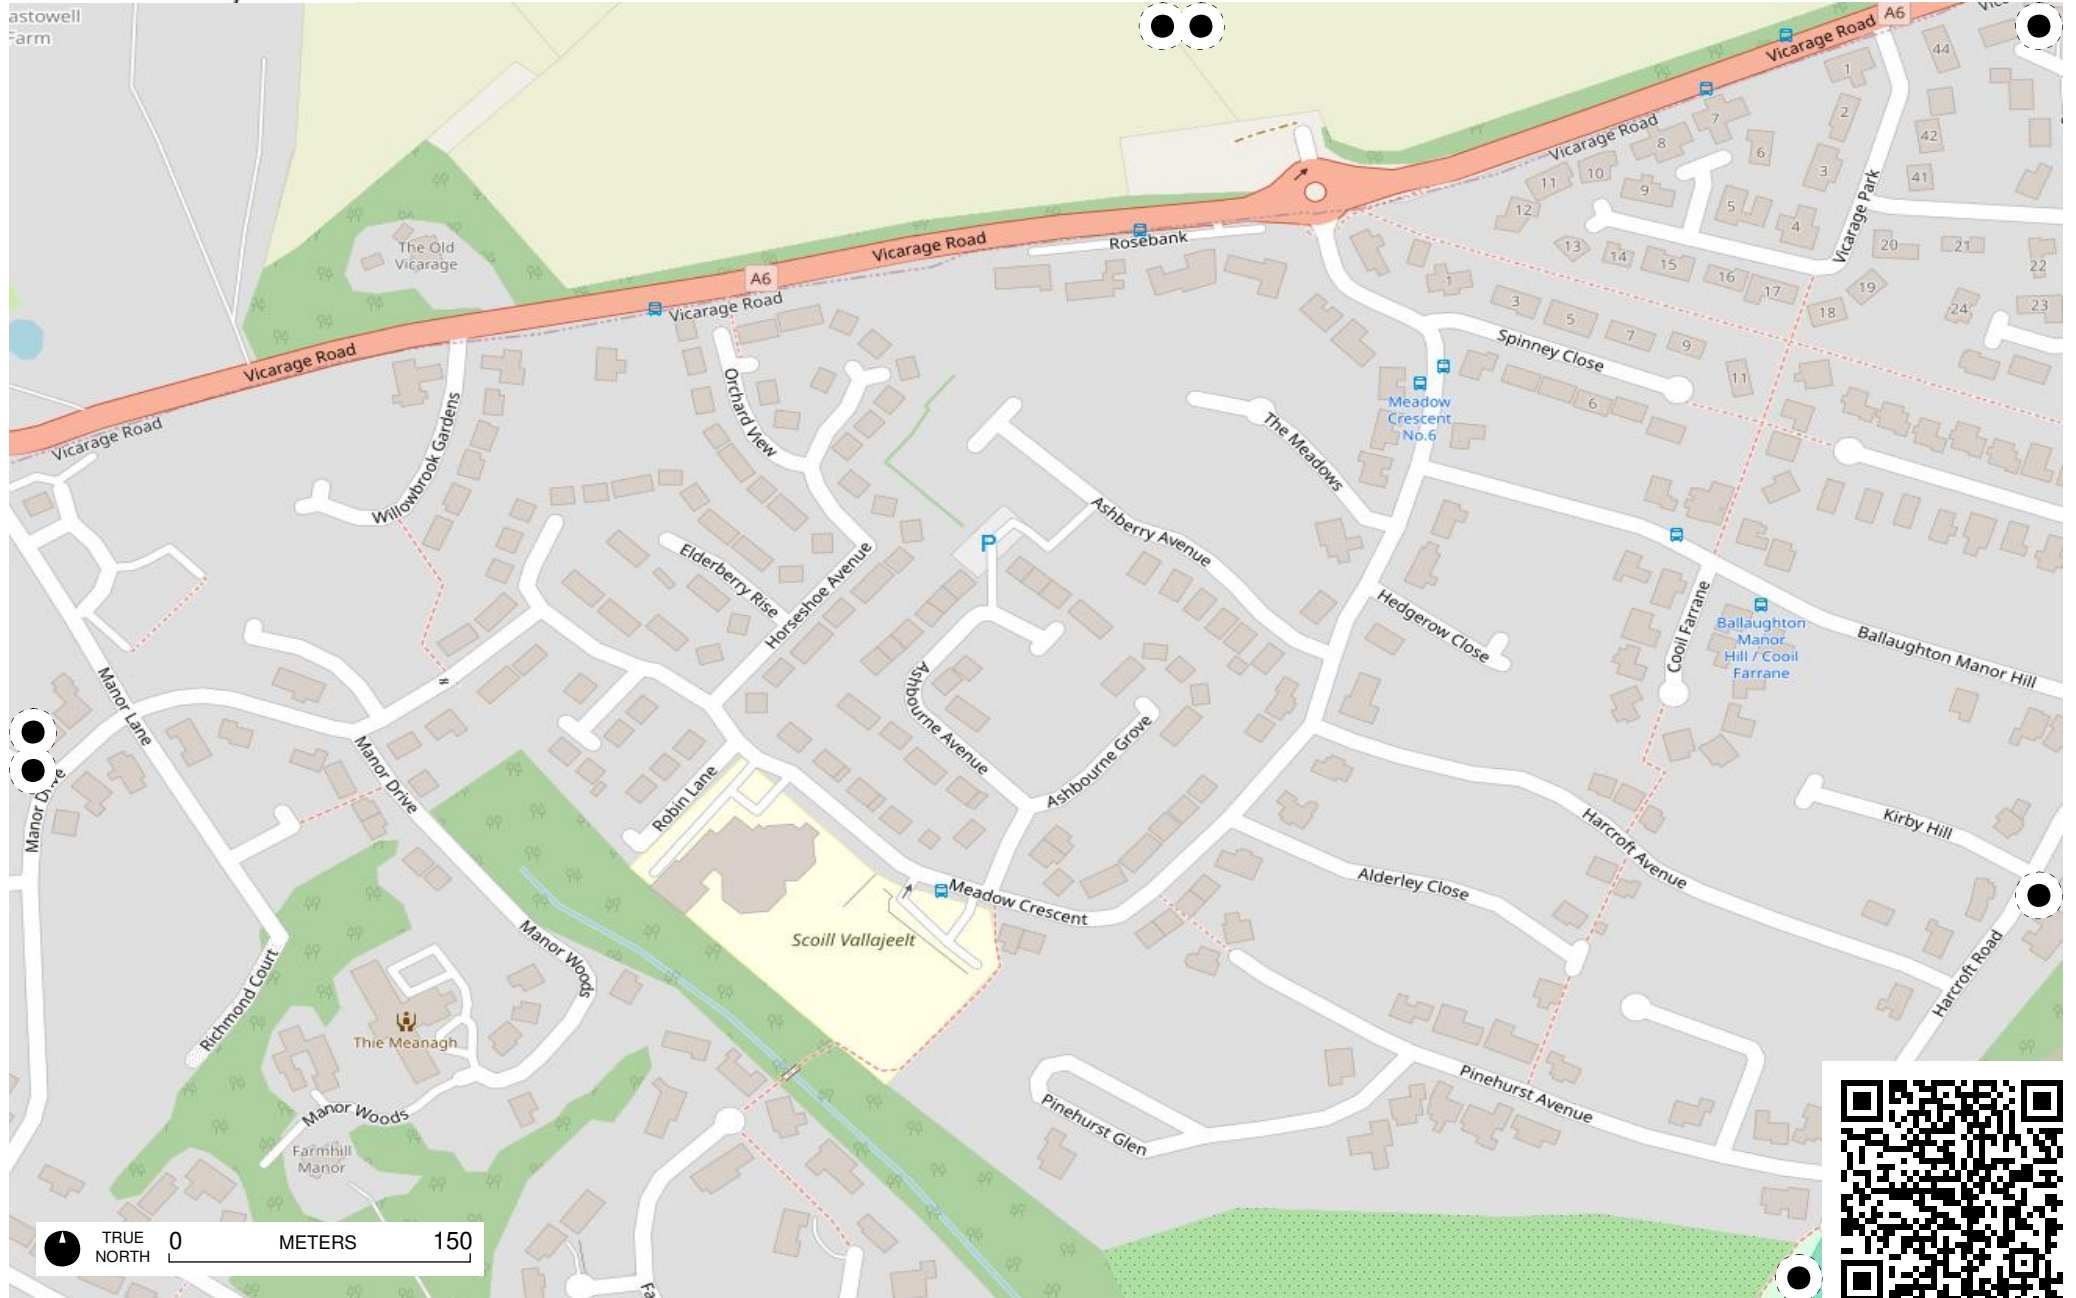 astowell
Farm
Vicarage Road
A6
Vicarage Road
44
1
2
7
Vicarage Road
8
6
42
3
10
11
9
41
12
5
4
Vicarage Park
The Old
Vicarage
Vicarage Road
Rosebank
13
14
15
16
17
20
21
22
A6
Vicarage Road
1
3
5
7
9
19
18
24
23
Spinney Close
Vicarage Road
Orchard View
11
Meadow
Crescent
No.6
6
Vicarage Road
Willowbrook Gardens
The Meadows
P
Ashberry Avenue
Elderberry Rise
Horseshoe Avenue
Hedgerow Close
Cooil Farrane
Ballaughton
Manor
Hill / Cooil
Farrane
Ballaughton Manor Hill
Manor Lane
Ashbourne Avenue
Ashbourne Grove
Manor Drive
Manor Drive
Robin Lane
Harcroft Avenue
Kirby Hill
Alderley Close
Meadow Crescent
Scoill Vallajeelt
Manor Woods
Richmond Court
Harcroft Road
Thie Meanagh
Pinehurst Avenue
Pinehurst Glen
Manor Woods
Farmhill
Manor
TRUE
NORTH
0 METERS 150
Fa